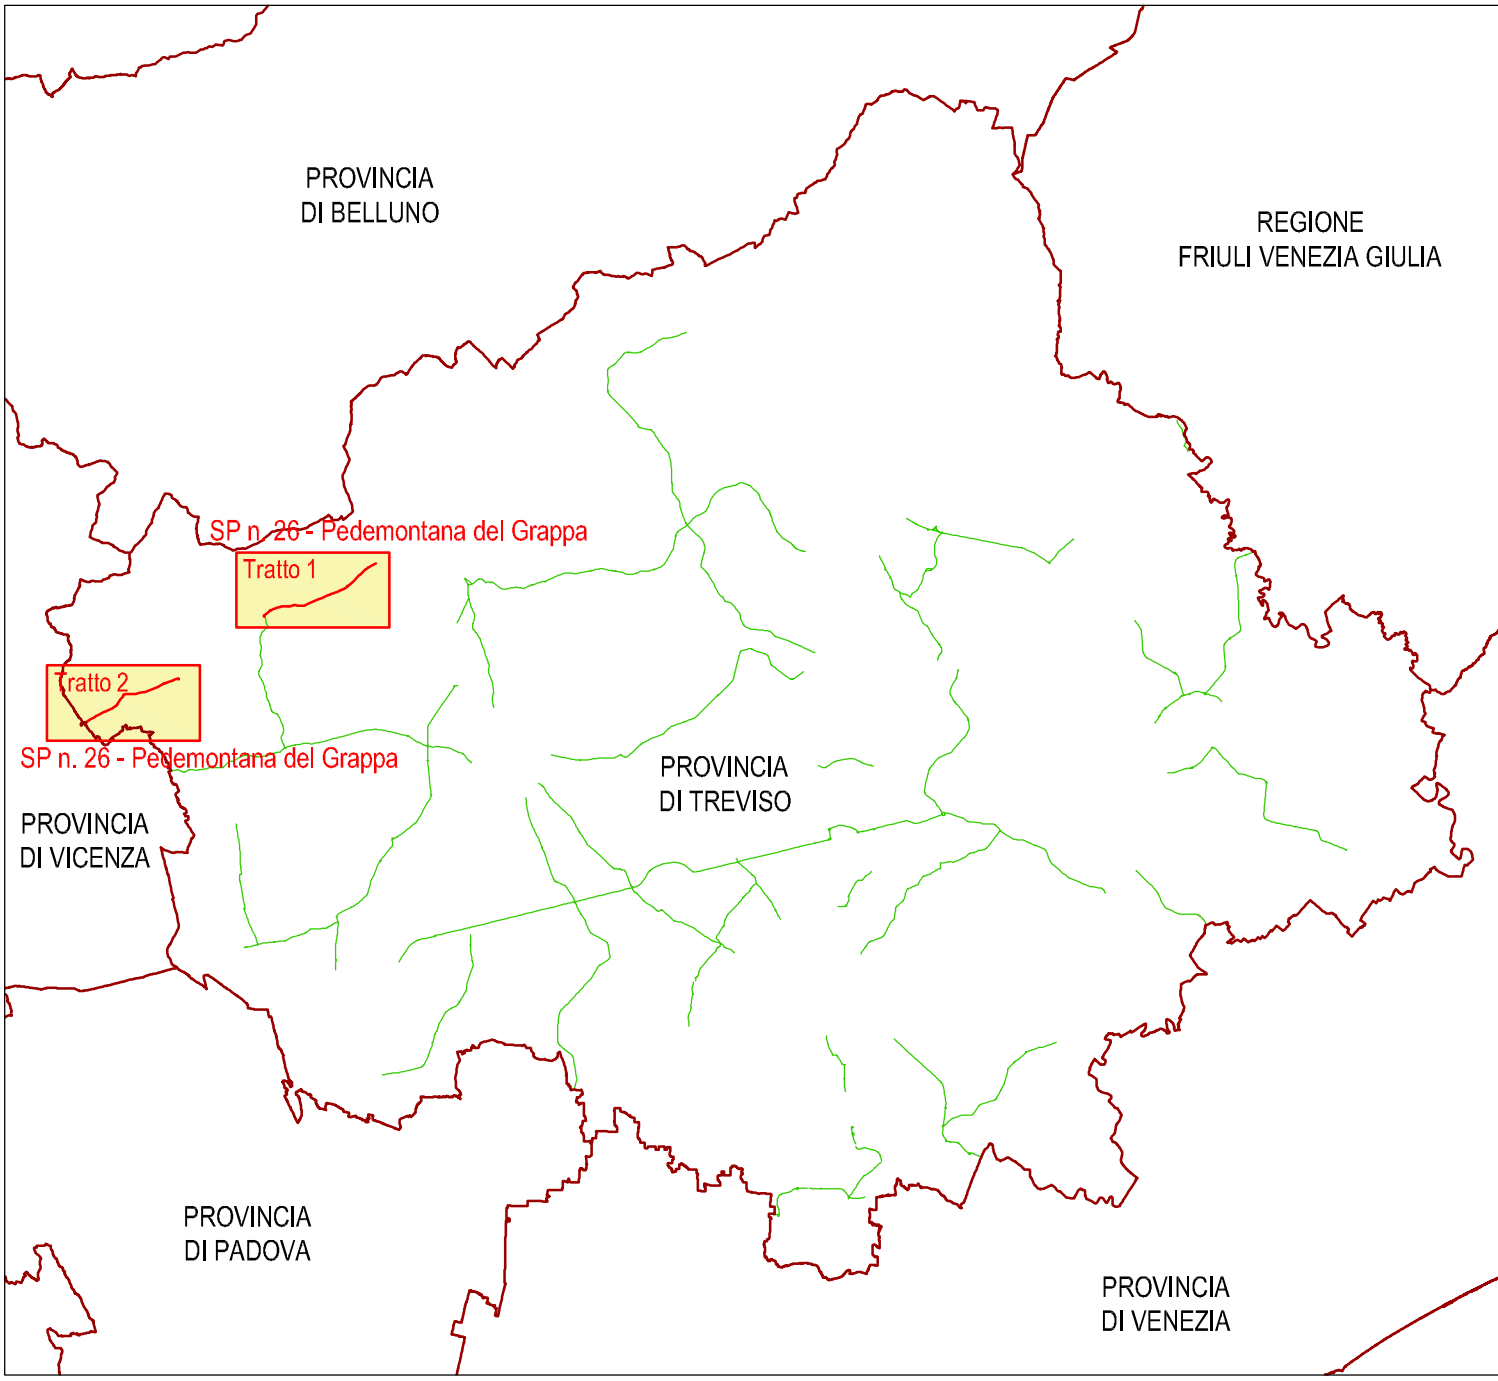 PROVINCIA
DI BELLUNO
REGIONE
FRIULI VENEZIA GIULIA
SP n. 26 - Pedemontana del Grappa
Tratto 1
Tratto 2
SP n. 26 - Pedemontana del Grappa
PROVINCIA
DI TREVISO
PROVINCIA
DI VICENZA
PROVINCIA
DI PADOVA
PROVINCIA
DI VENEZIA